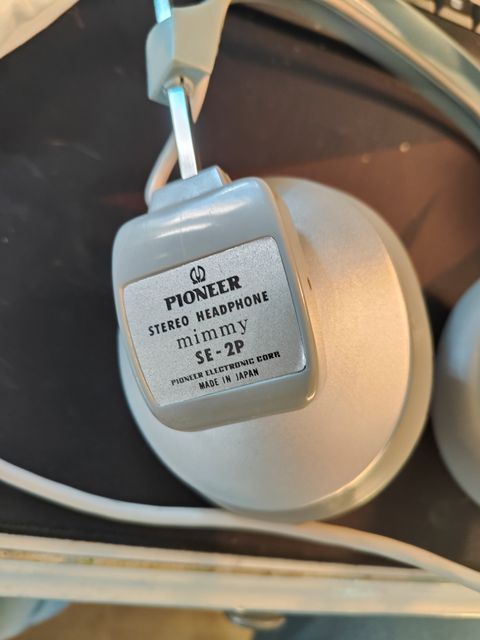 PIONEER
STEREO HEADPHONE
mimmy
SE-2P
PIONEER ELECTRONIC CORP.
MADE IN JAPAN